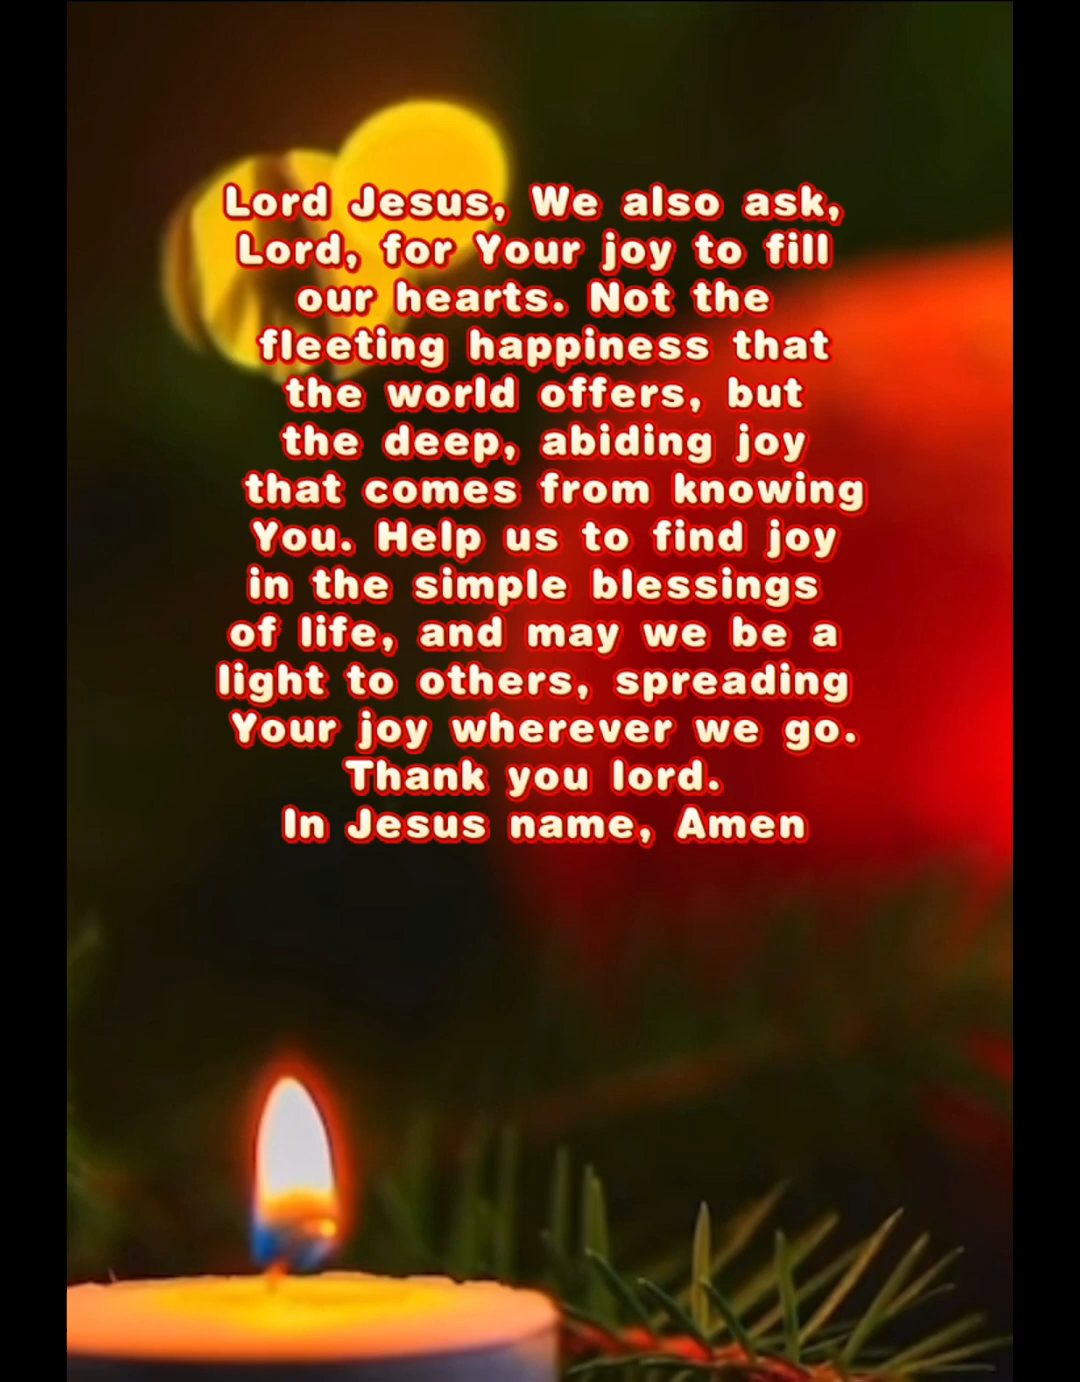 Lord Jesus, We also ask,
Lord, for Your joy to fill
our hearts. Not the
fleeting happiness that
the world offers, but
the deep, abiding joy
that comes from knowing
You. Help us to find joy
in the simple blessings
of life, and may we be a
light to others, spreading
Your joy wherever we go.
Thank you lord.
In Jesus name, Amen